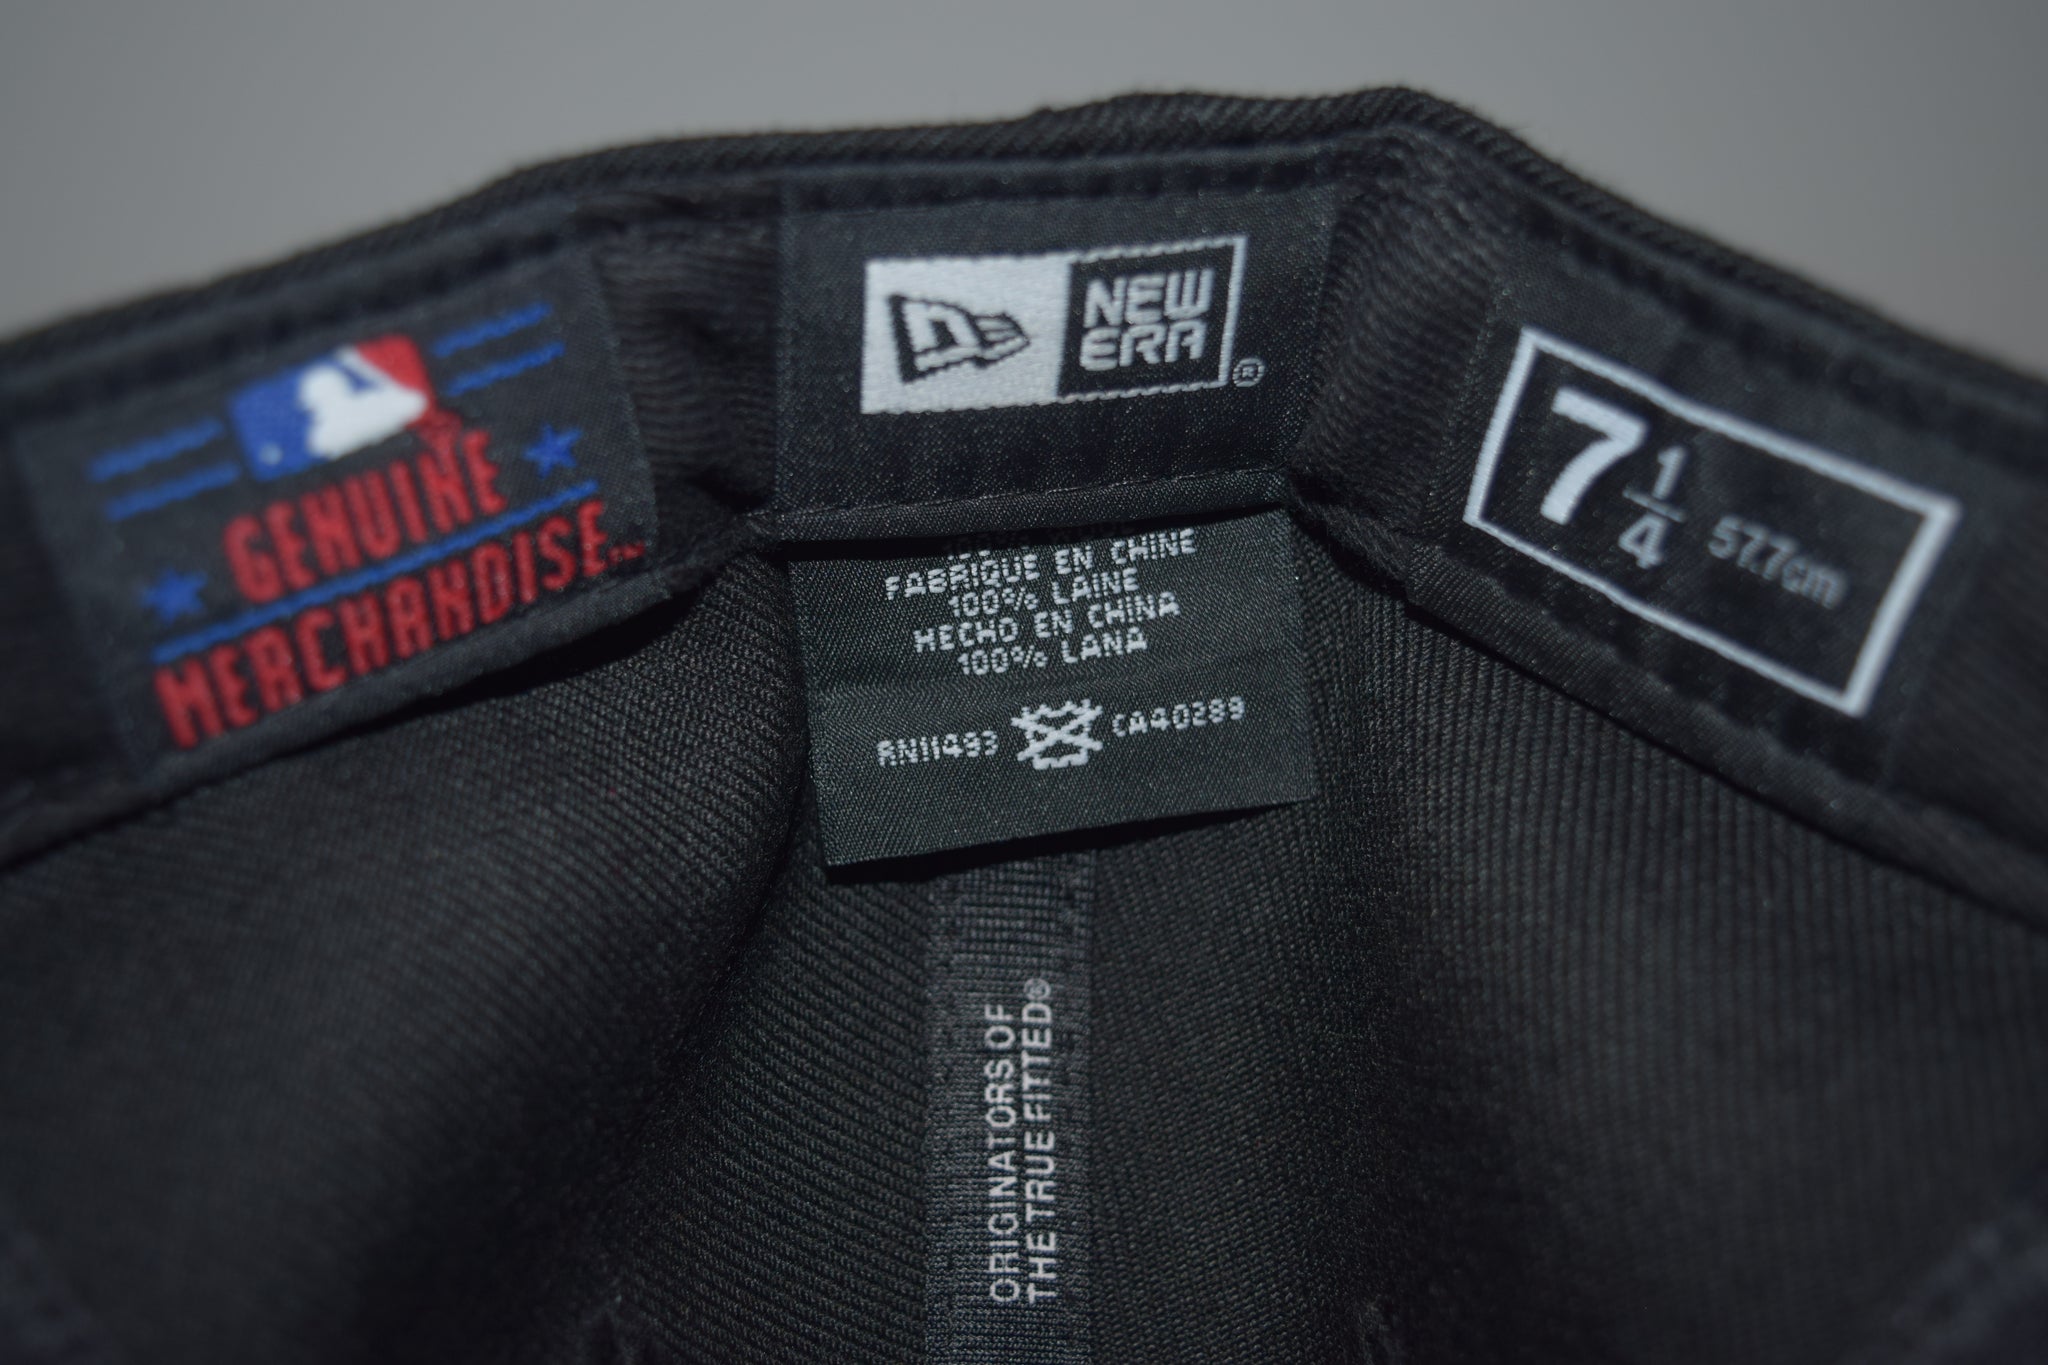 GENUINE
MERCHANDISE
NEW
ERA
®
7 1/4 57.7cm
FABRIQUE EN CHINE
100% LAINE
HECHO EN CHINA
100% LANA
RN11493 CA40289
ORIGINATORS OF
THE TRUE FITTED®